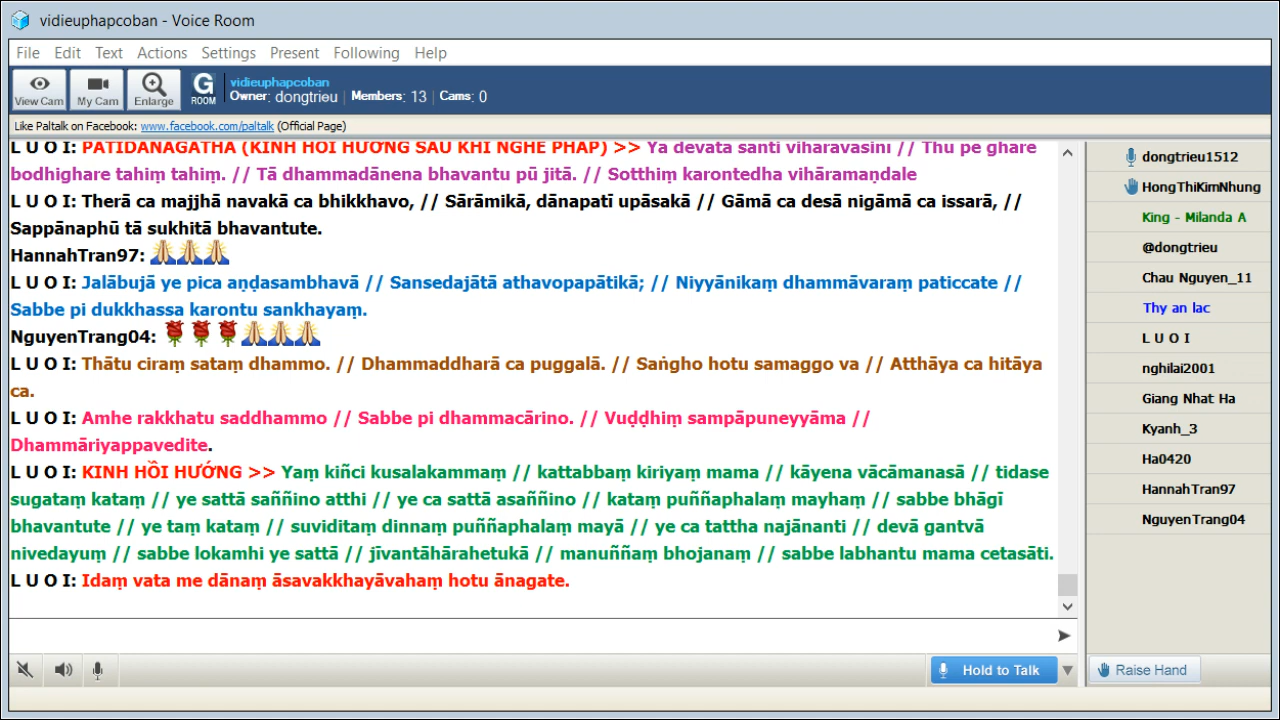 vidieuphapcoban - Voice Room
File Edit Text Actions Settings Present Following Help
View Cam
My Cam
Enlarge
G
ROOM
vidieuphapcoban
Owner: dongtrieu | Members: 13 | Cams: 0
Like Paltalk on Facebook: www.facebook.com/paltalk (Official Page)
L U O I: PATIDANAGATHA (KINH HOI HUONG SAU KHI NGHE PHAP) >> Ya devata santi viharavasini // Thu pe ghare
bodhighare tahiṃ tahiṃ. // Tā dhammadānena bhavantu pū jitā. // Sotthiṃ karontedha vihāramaṇdale
L U O I: Therā ca majjhā navakā ca bhikkhavo, // Sārāmikā, dānapatī upāsakā // Gāmā ca desā nigāmā ca issarā, //
Sappānaphū tā sukhitā bhavantute.
HannahTran97: 🙏🙏🙏
L U O I: Jalābujā ye pica aṇḍasambhavā // Sansedajātā athavopapātikā; // Niyyānikaṃ dhammāvaraṃ paticcate //
Sabbe pi dukkhassa karontu sankhayaṃ.
NguyenTrang04: 🌹🌹🌹🙏🙏🙏
L U O I: Thātu ciraṃ sataṃ dhammo. // Dhammaddharā ca puggalā. // Saṅgho hotu samaggo va // Atthāya ca hitāya
ca.
L U O I: Amhe rakkhatu saddhammo // Sabbe pi dhammacārino. // Vuḍḍhiṃ sampāpuneyyāma //
Dhammāriyappavedite.
L U O I: KINH HỒI HƯỚNG >> Yaṃ kiñci kusalakammaṃ // kattabbaṃ kiriyaṃ mama // kāyena vācāmanasā // tidase
sugataṃ kataṃ // ye sattā saññino atthi // ye ca sattā asaññino // kataṃ puññaphalaṃ mayhaṃ // sabbe bhāgī
bhavantute // ye taṃ kataṃ // suviditaṃ dinnaṃ puññaphalaṃ mayā // ye ca tattha najānanti // devā gantvā
nivedayuṃ // sabbe lokamhi ye sattā // jīvantāhārahetukā // manuññaṃ bhojanaṃ // sabbe labhantu mama cetasāti.
L U O I: Idaṃ vata me dānaṃ āsavakkhayāvahaṃ hotu ānagate.
dongtrieu1512
HongThiKimNhung
King - Milanda A
@dongtrieu
Chau Nguyen_11
Thy an lac
L U O I
nghilai2001
Giang Nhat Ha
Kyanh_3
Ha0420
HannahTran97
NguyenTrang04
Hold to Talk
Raise Hand